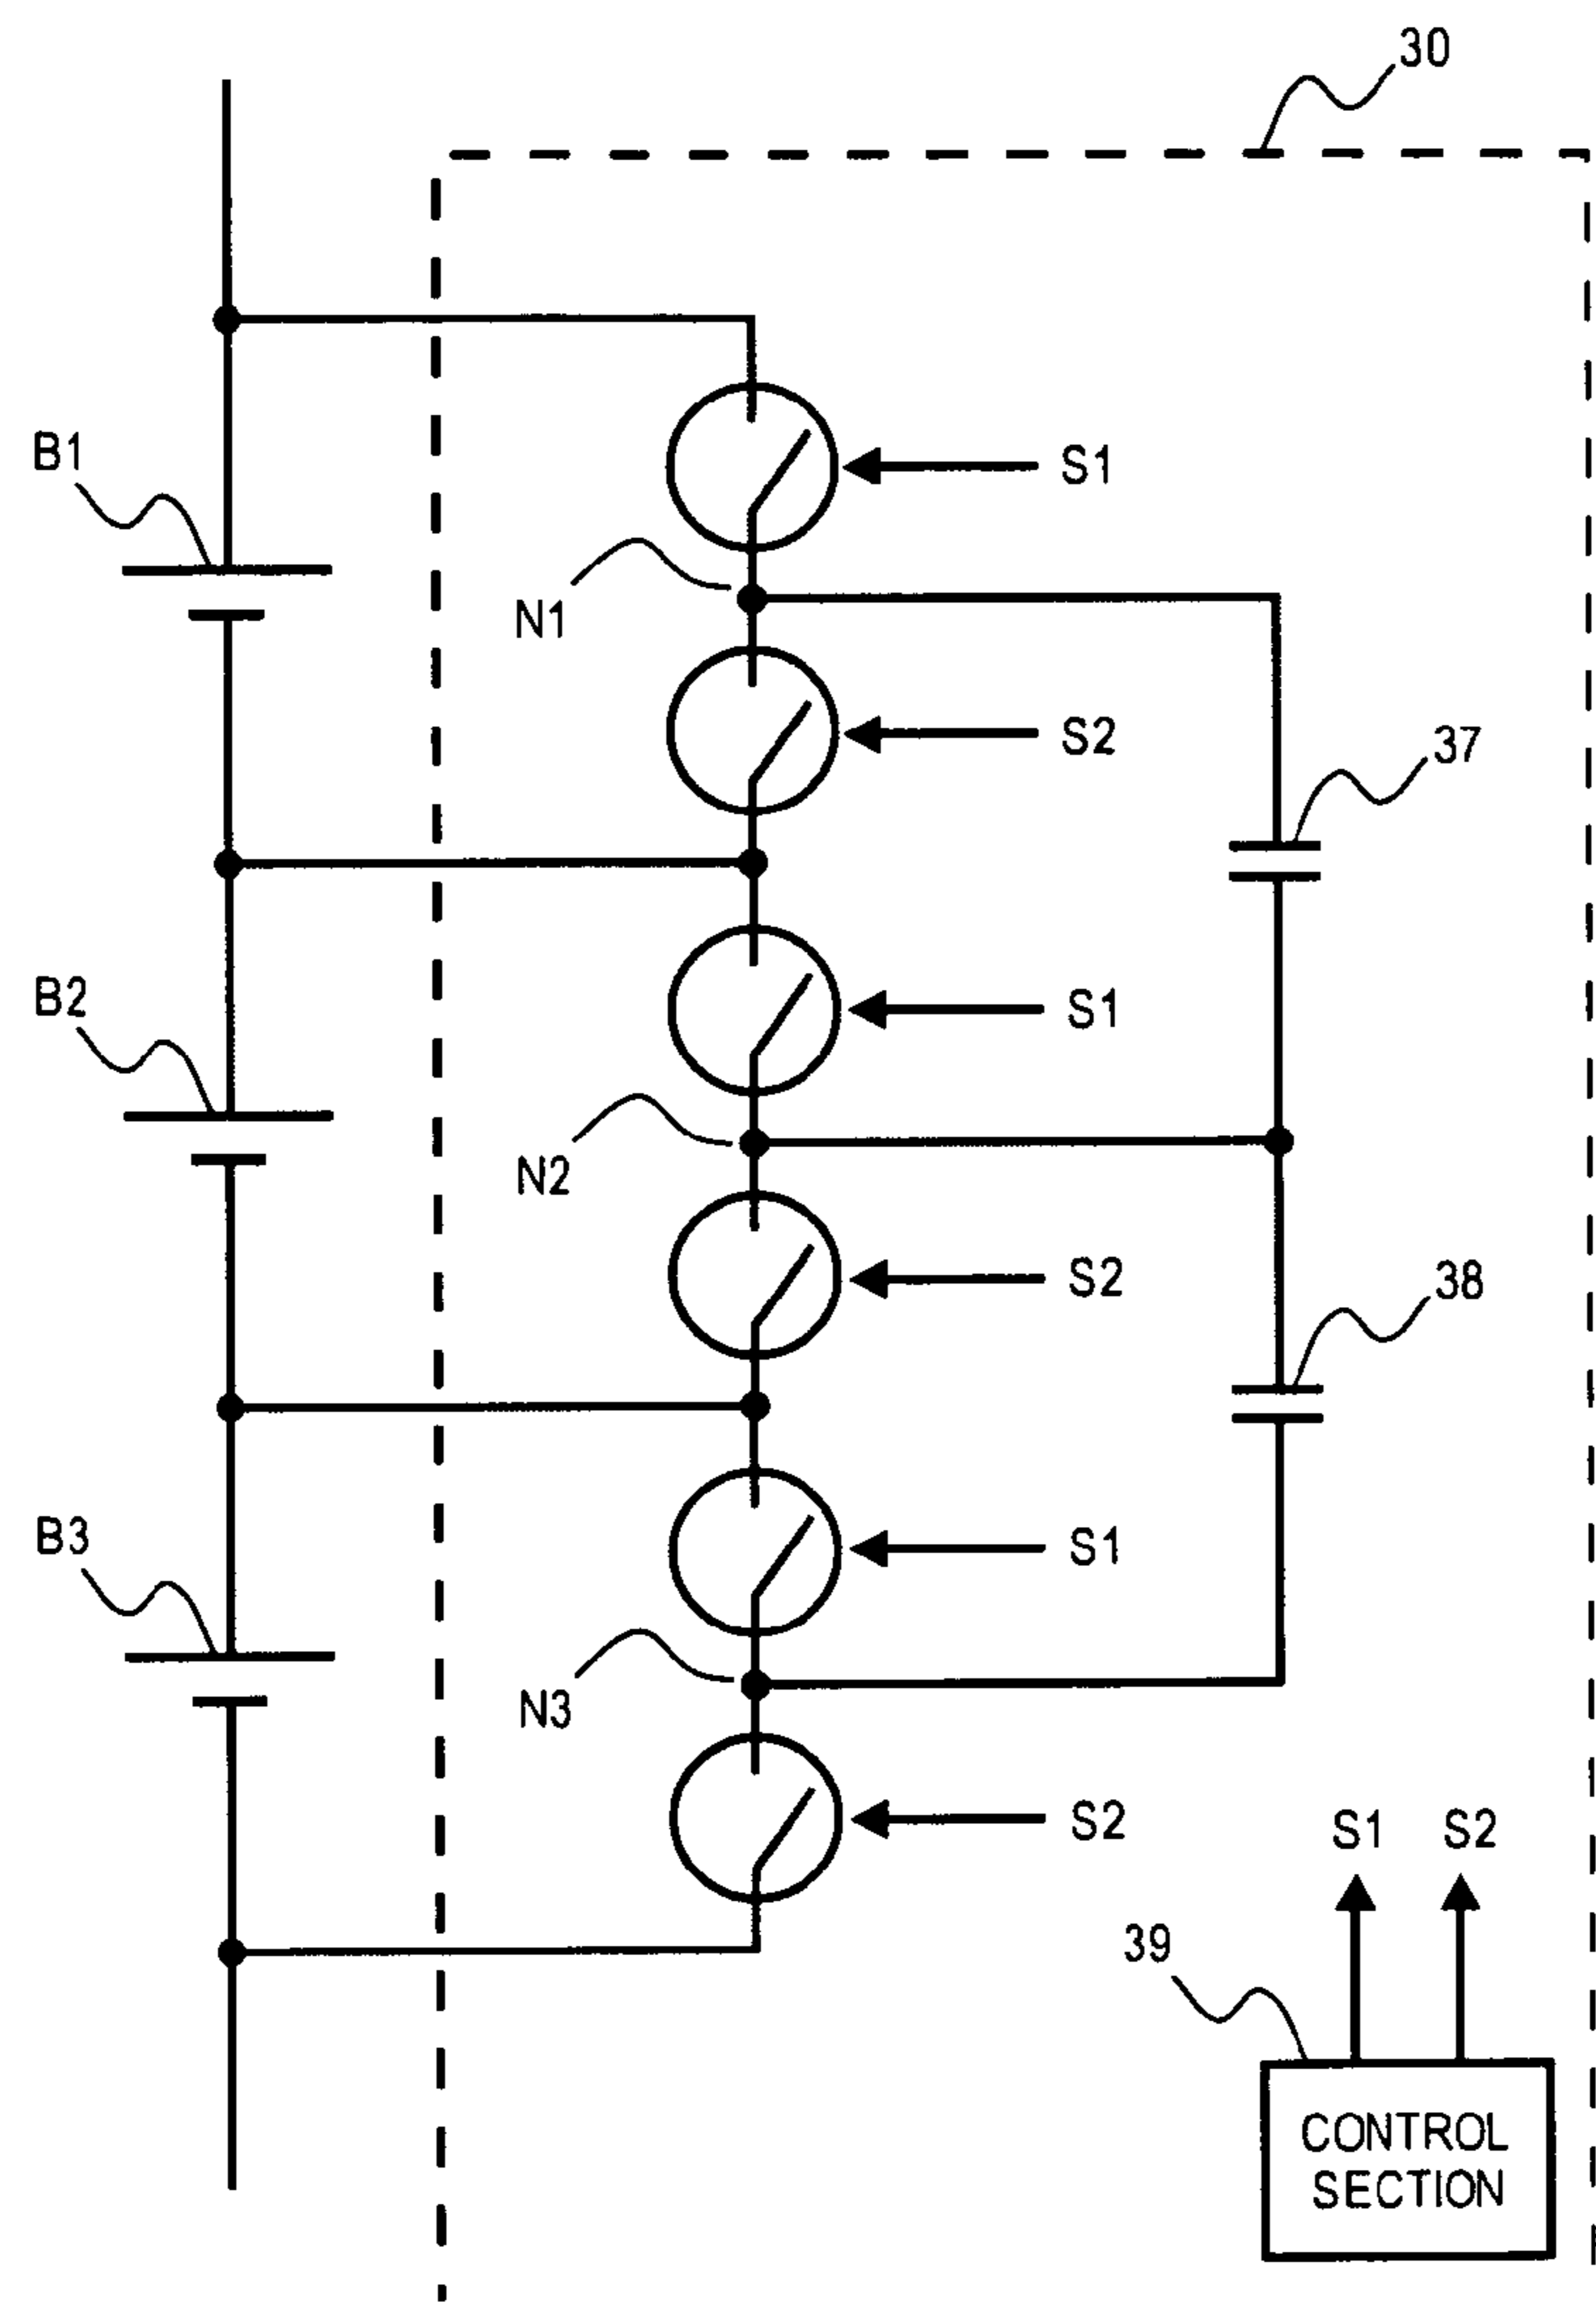 30
B1
S1
N1
S2
37
B2
S1
N2
S2
38
B3
S1
N3
S2
S1 S2
39
CONTROL
SECTION